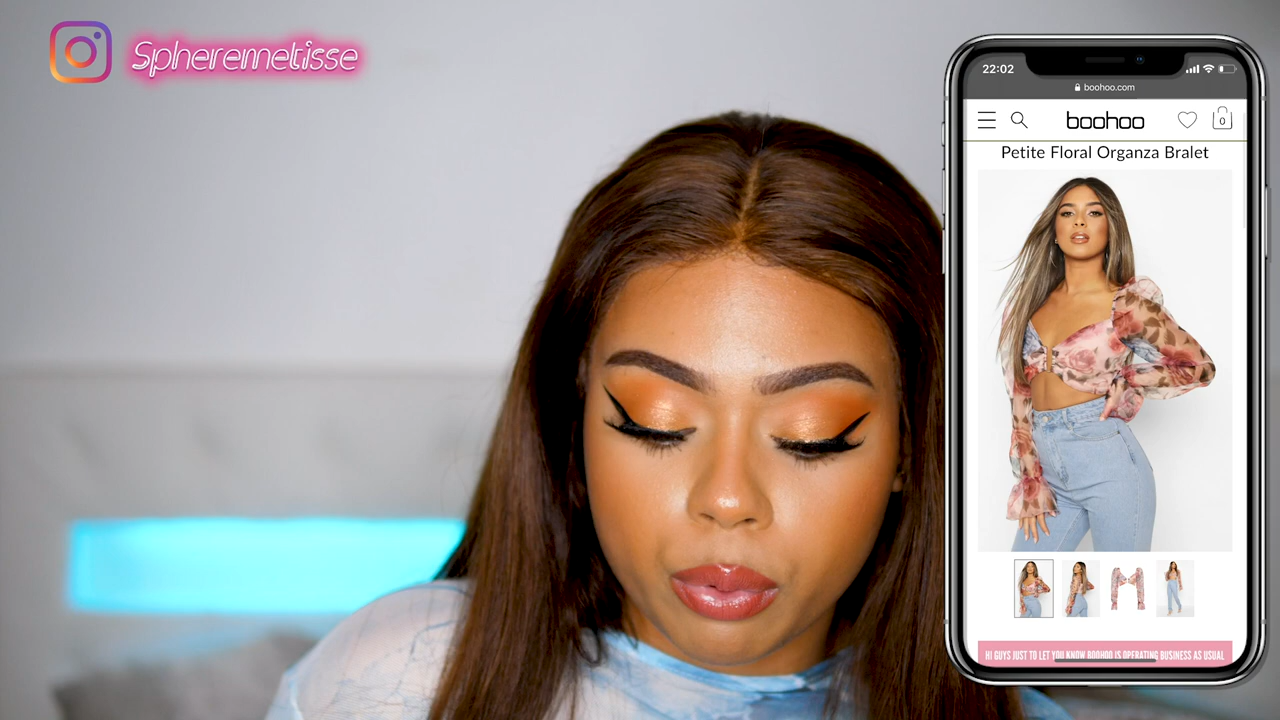 Spheremetisse
22:02
boohoo.com
boohoo
0
Petite Floral Organza Bralet
HI GUYS JUST TO LET YOU KNOW BOOHOO IS OPERATING BUSINESS AS USUAL